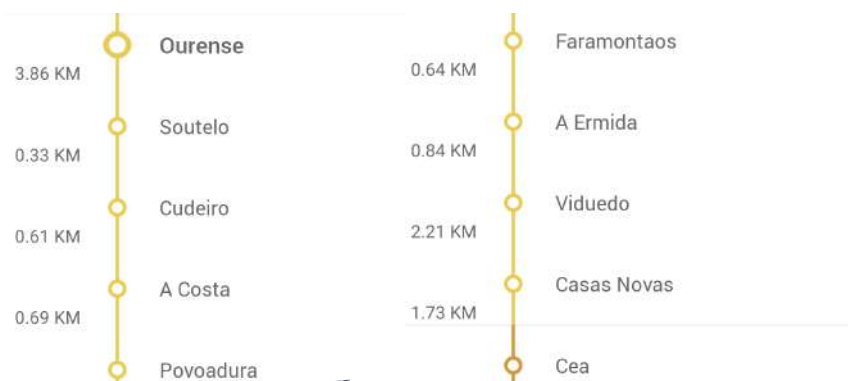 Ourense
3.86 KM
Soutelo
0.33 KM
Cudeiro
0.61 KM
A Costa
0.69 KM
Povoadura
Faramontaos
0.64 KM
A Ermida
0.84 KM
Viduedo
2.21 KM
Casas Novas
1.73 KM
Cea